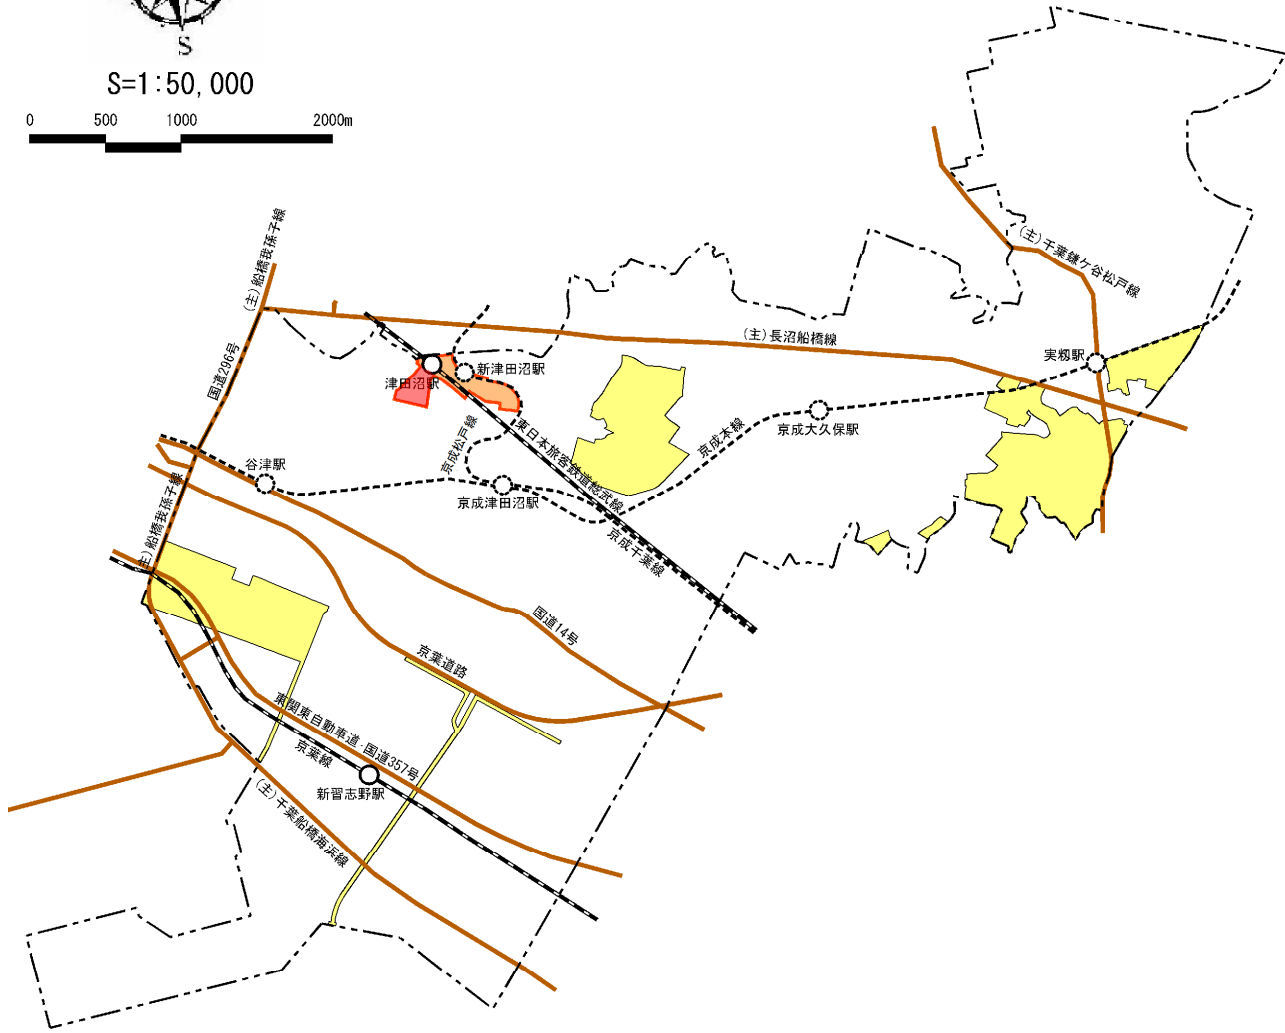 S
S=1:50,000
0 500 1000 2000m
(主)船橋我孫子線
(主)千葉鎌ケ谷松戸線
(主)長沼船橋線
国道296号
実籾駅
新津田沼駅
津田沼駅
京成松戸線
東日本旅客鉄道総武線
京成本線
京成大久保駅
谷津駅
京成津田沼駅
(主)船橋我孫子線
京成千葉線
国道14号
京葉道路
東関東自動車道・国道357号
京葉線
新習志野駅
(主)千葉船橋海浜線